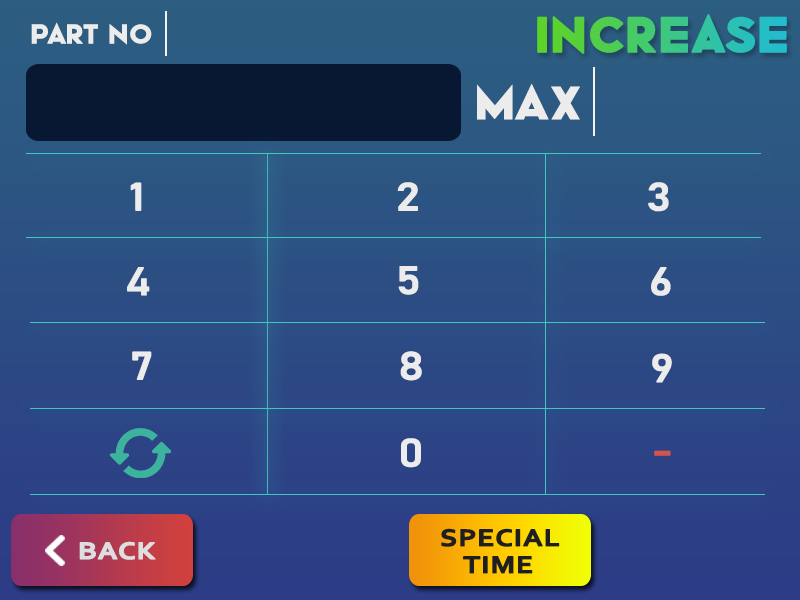 PART NO
INCREASE
MAX
1 2 3
4 5 6
7 8 9
0 -
BACK
SPECIAL
TIME